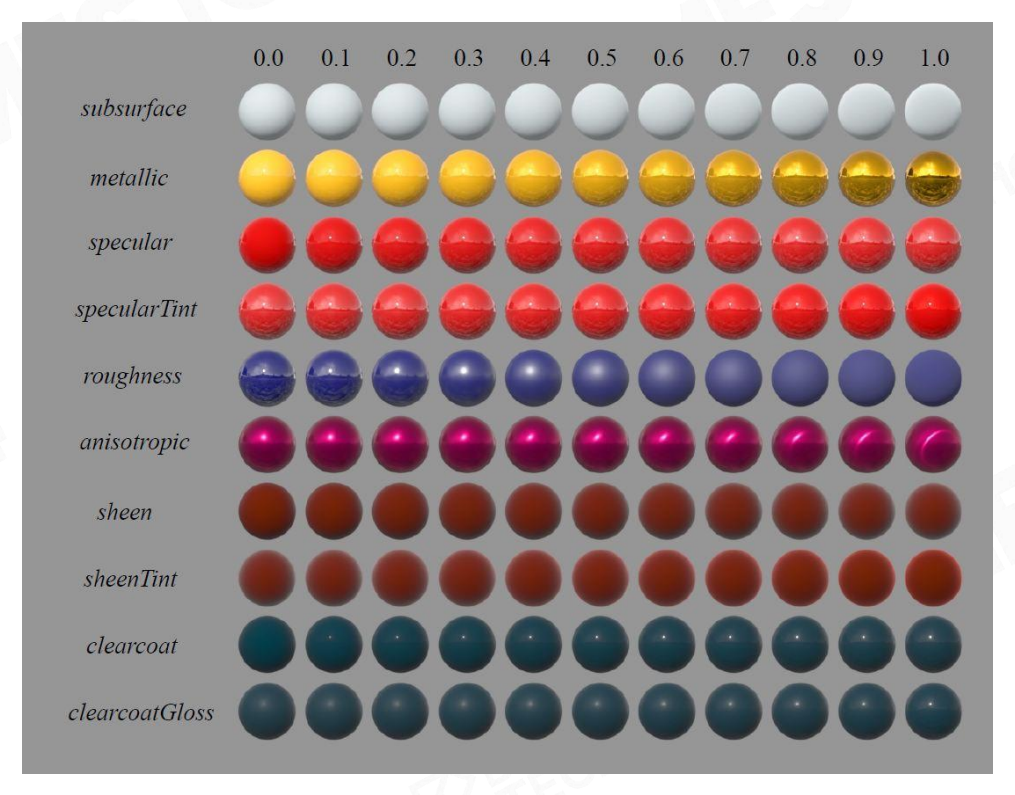 0.0 0.1 0.2 0.3 0.4 0.5 0.6 0.7 0.8 0.9 1.0
subsurface
metallic
specular
specularTint
roughness
anisotropic
sheen
sheenTint
clearcoat
clearcoatGloss